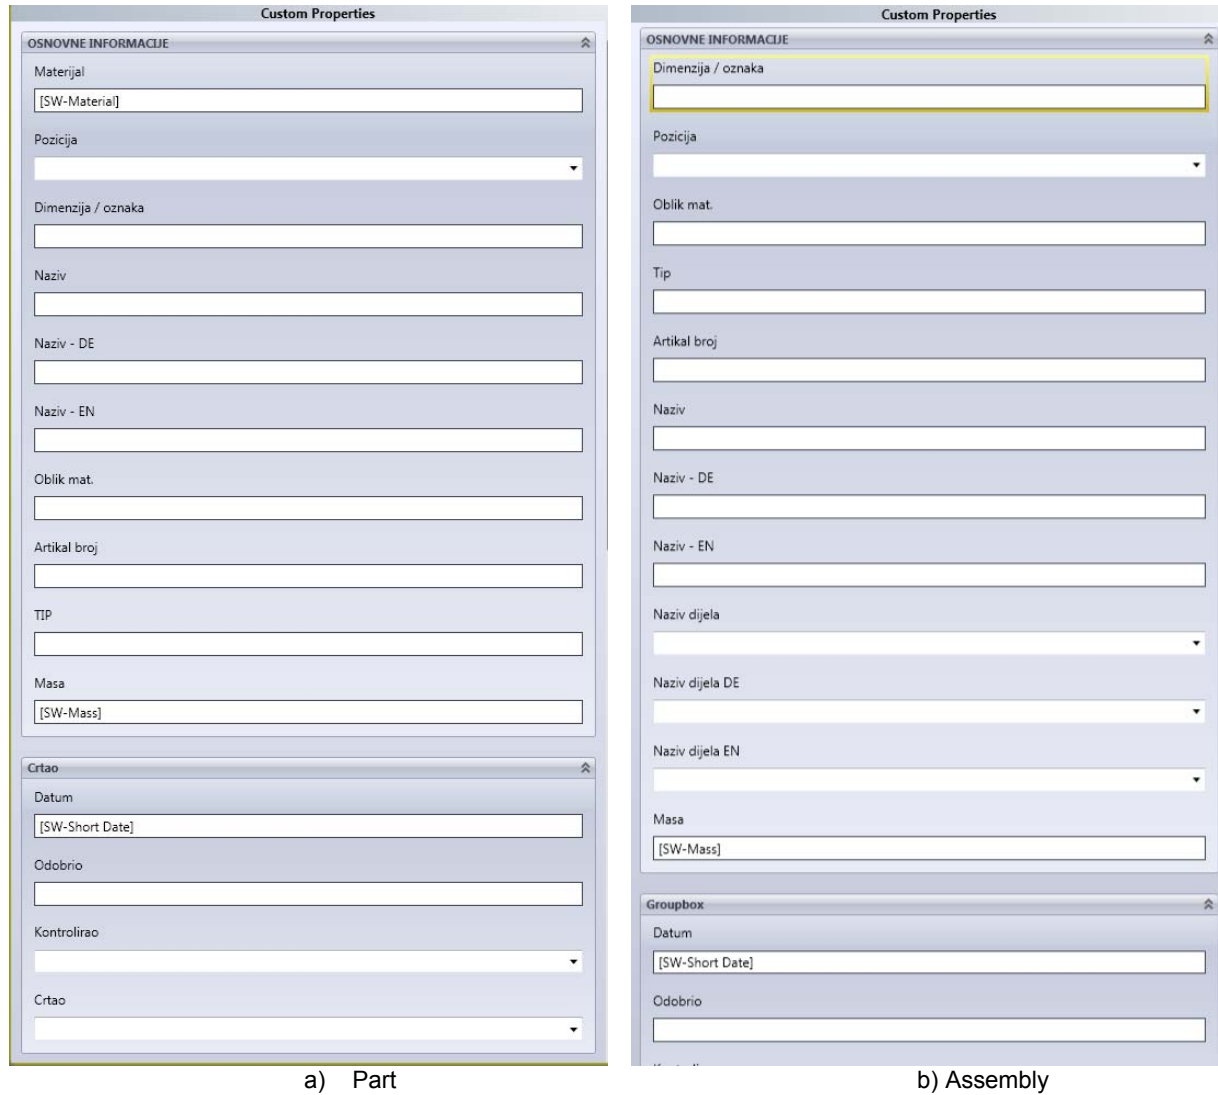 Custom Properties
OSNOVNE INFORMACIJE
Materijal
[SW-Material]
Pozicija
Dimenzija / oznaka
Naziv
Naziv - DE
Naziv - EN
Oblik mat.
Artikal broj
TIP
Masa
[SW-Mass]
Crtao
Datum
[SW-Short Date]
Odobrio
Kontrolirao
Crtao
a) Part
Custom Properties
OSNOVNE INFORMACIJE
Dimenzija / oznaka
Pozicija
Oblik mat.
Tip
Artikal broj
Naziv
Naziv - DE
Naziv - EN
Naziv dijela
Naziv dijela DE
Naziv dijela EN
Masa
[SW-Mass]
Groupbox
Datum
[SW-Short Date]
Odobrio
b) Assembly